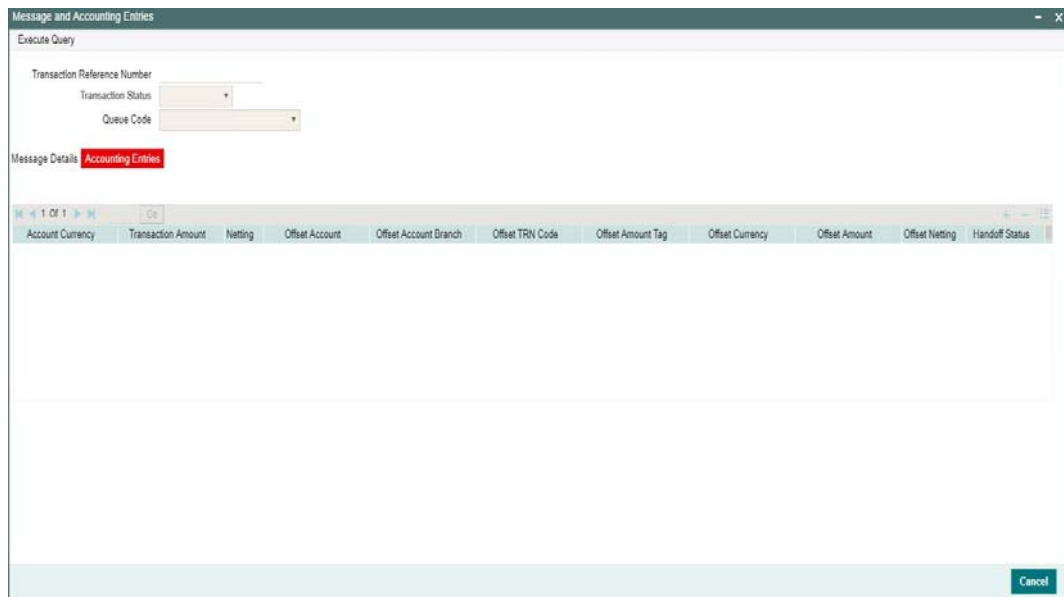 Message and Accounting Entries
Execute Query
Transaction Reference Number
Transaction Status
Queue Code
Message Details Accounting Entries
1 Of 1 Go
Account Currency Transaction Amount Netting Offset Account Offset Account Branch Offset TRN Code Offset Amount Tag Offset Currency Offset Amount Offset Netting Handoff Status
Cancel